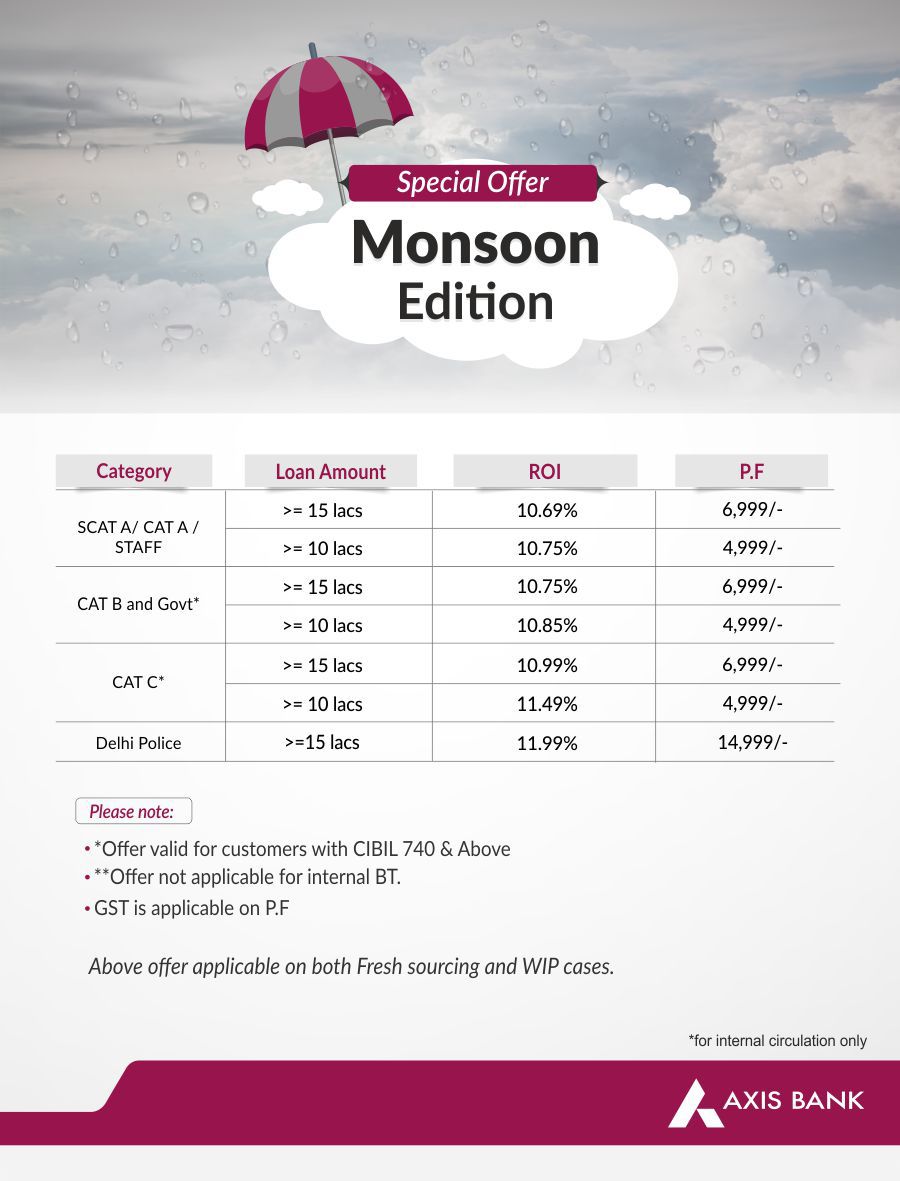 Special Offer
Monsoon
Edition
Category Loan Amount ROI P.F
SCAT A/ CAT A /
STAFF
>= 15 lacs 10.69% 6,999/-
>= 10 lacs 10.75% 4,999/-
CAT B and Govt*
>= 15 lacs 10.75% 6,999/-
>= 10 lacs 10.85% 4,999/-
CAT C*
>= 15 lacs 10.99% 6,999/-
>= 10 lacs 11.49% 4,999/-
Delhi Police >=15 lacs 11.99% 14,999/-
Please note:
• *Offer valid for customers with CIBIL 740 & Above
• **Offer not applicable for internal BT.
• GST is applicable on P.F
Above offer applicable on both Fresh sourcing and WIP cases.
*for internal circulation only
AXIS BANK